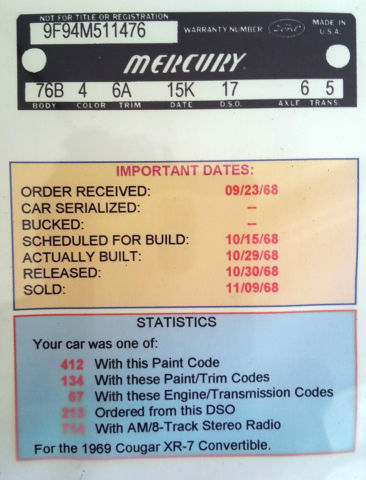 NOT FOR TITLE OR REGISTRATION
9F94M511476 WARRANTY NUMBER Ford MADE IN U.S.A.
MERCURY
76B 4 6A 15K 17 6 5
BODY COLOR TRIM DATE D.S.O. AXLE TRANS.
IMPORTANT DATES:
ORDER RECEIVED: 09/23/68
CAR SERIALIZED: --
BUCKED: --
SCHEDULED FOR BUILD: 10/15/68
ACTUALLY BUILT: 10/29/68
RELEASED: 10/30/68
SOLD: 11/09/68
STATISTICS
Your car was one of:
412 With this Paint Code
134 With these Paint/Trim Codes
67 With these Engine/Transmission Codes
Ordered from this DSO
With AM/8-Track Stereo Radio
For the 1969 Cougar XR-7 Convertible.